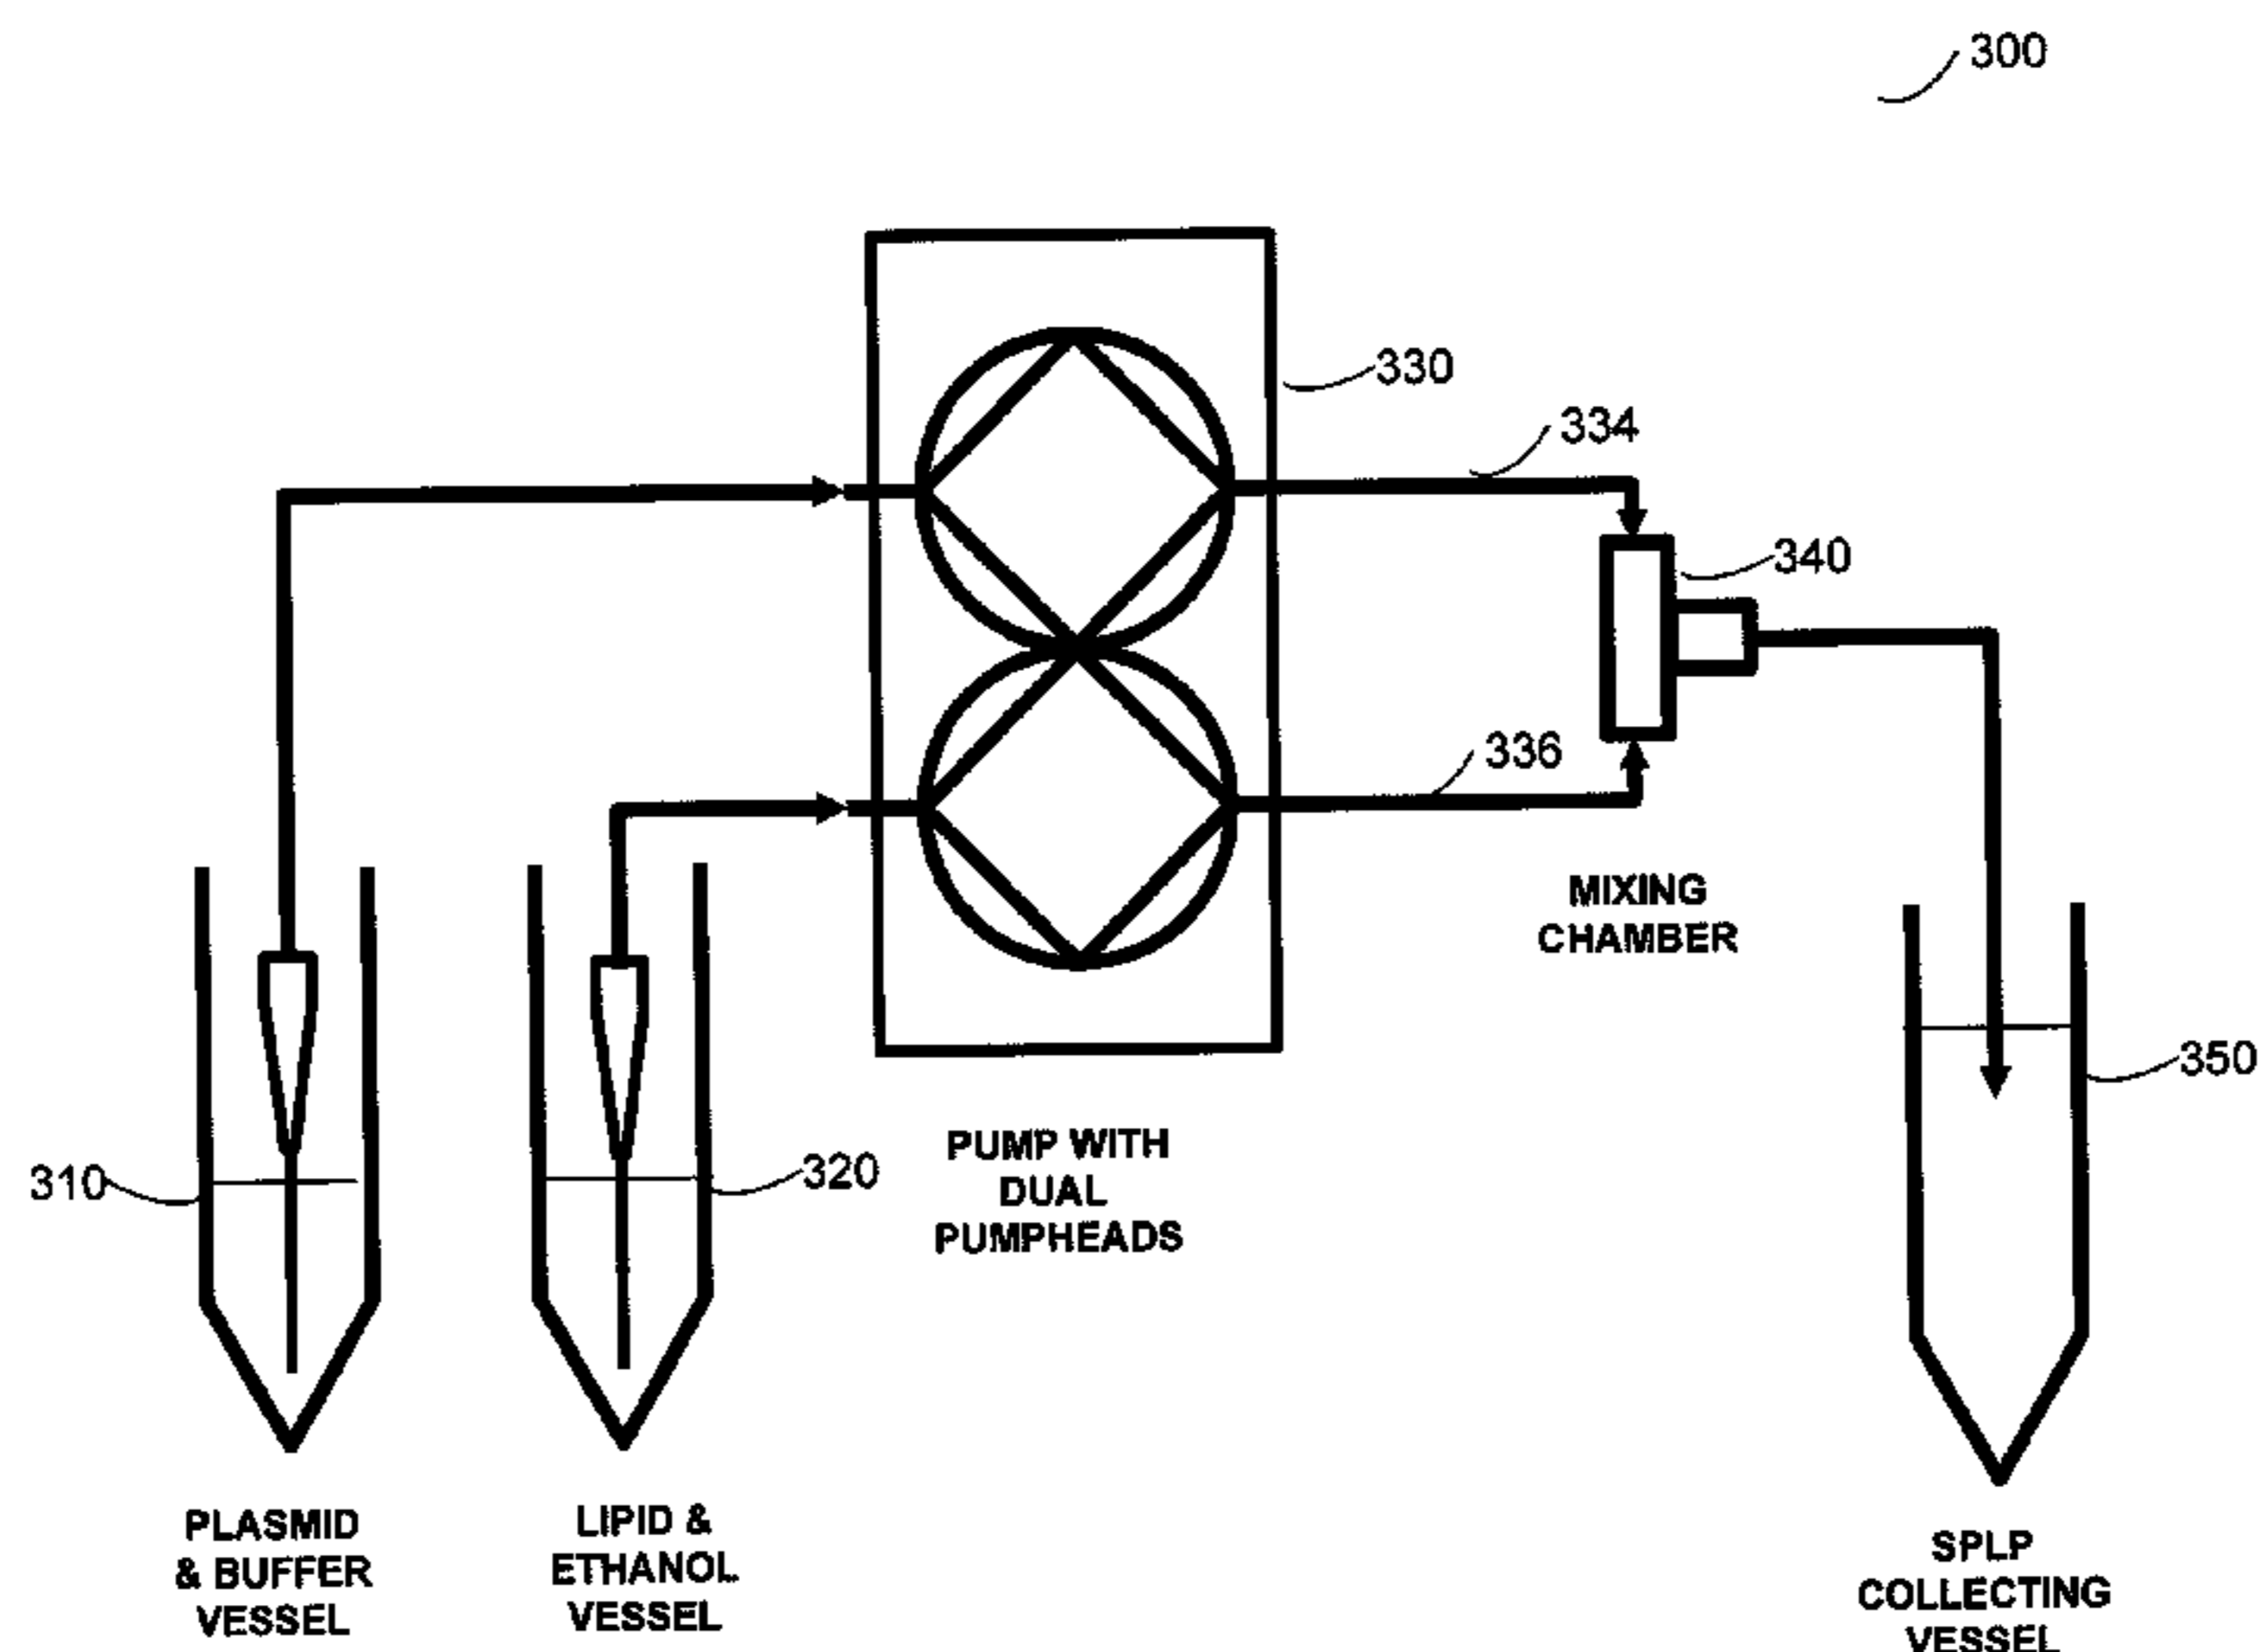 300
330
334
340
336
MIXING
CHAMBER
350
310
320
PUMP WITH
DUAL
PUMPHEADS
PLASMID
& BUFFER
VESSEL
LIPID &
ETHANOL
VESSEL
SPLP
COLLECTING
VESSEL